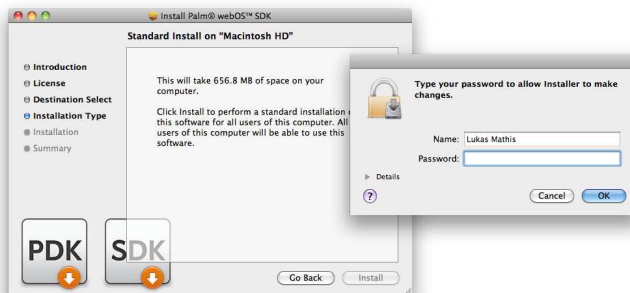 Install Palm® webOS™ SDK
Standard Install on "Macintosh HD"
Introduction
License
Destination Select
Installation Type
Installation
Summary
This will take 656.8 MB of space on your
computer.
Click Install to perform a standard installation
this software for all users of this computer. All
users of this computer will be able to use this
software.
PDK
SDK
Go Back
Install
Type your password to allow Installer to make
changes.
Name: Lukas Mathis
Password:
Details
?
Cancel
OK